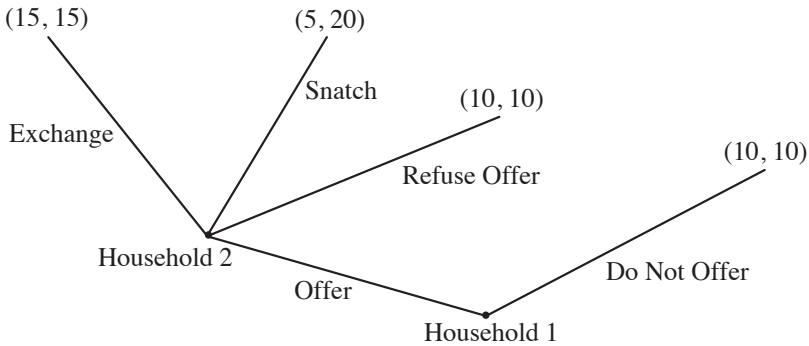 (15, 15)
(5, 20)
Snatch
(10, 10)
Exchange
(10, 10)
Refuse Offer
Household 2
Do Not Offer
Offer
Household 1